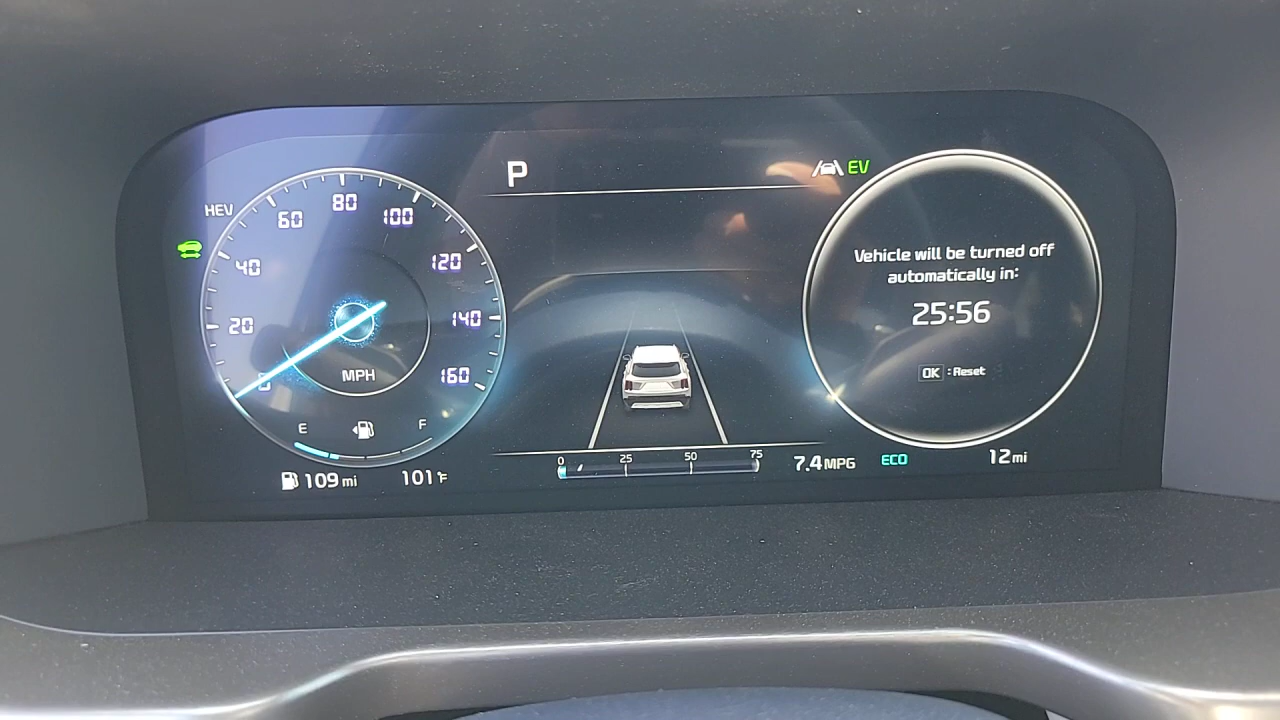 P
EV
HEV
0
20
40
60
80
100
120
140
160
MPH
E
F
109 mi
101°F
Vehicle will be turned off
automatically in:
25:56
OK : Reset
0 25 50 75
7.4 MPG
ECO
12 mi